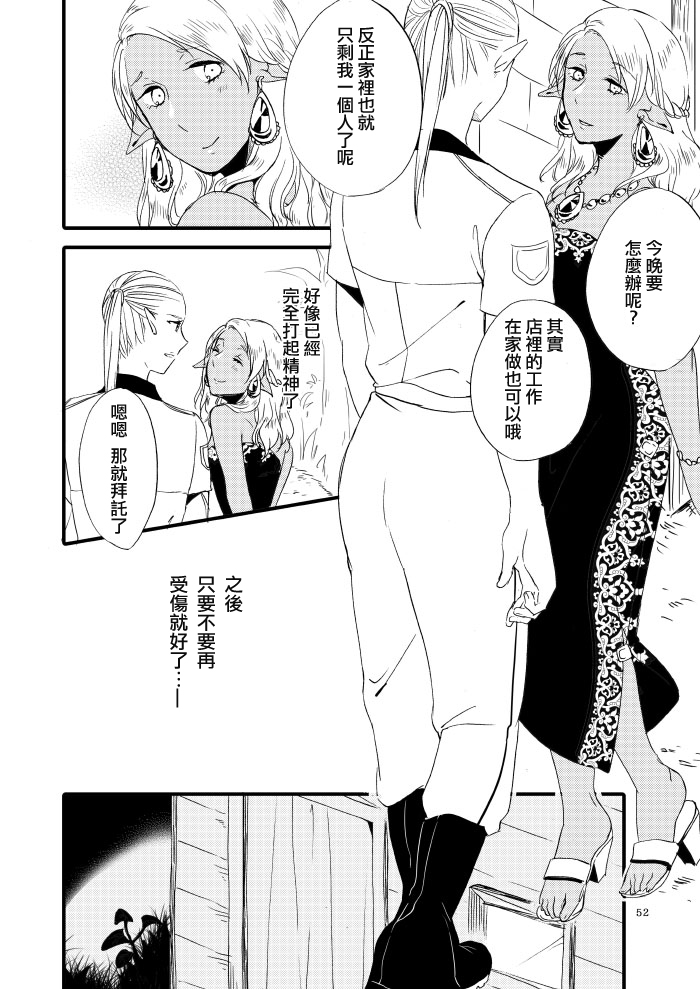 今晚要
怎麼辦呢？
其實
店裡的工作
在家做也可以哦
反正家裡也就
只剩我一個人了呢
好像已經
完全打起精神了
嗯嗯 那就拜託了
之後
只要不要再
受傷就好了…—
52